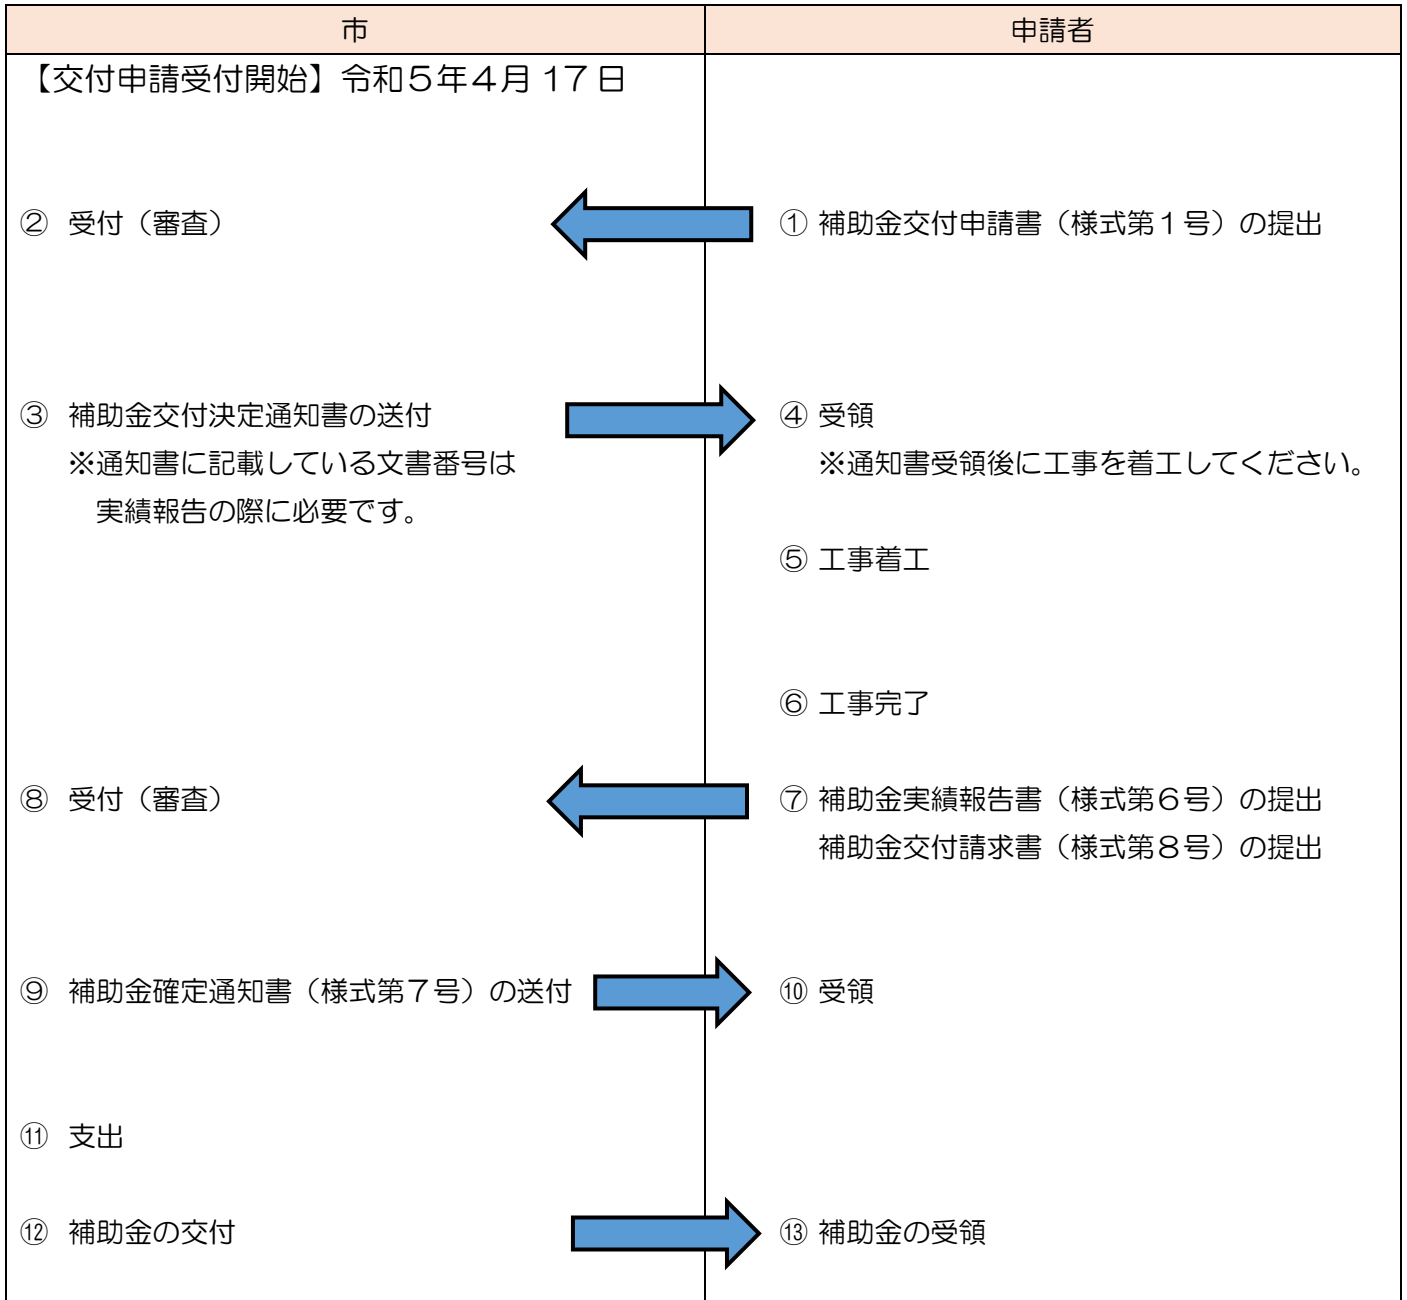 市
申請者
【交付申請受付開始】令和５年４月 17 日
② 受付（審査）
① 補助金交付申請書（様式第１号）の提出
③ 補助金交付決定通知書の送付
※通知書に記載している文書番号は
実績報告の際に必要です。
④ 受領
※通知書受領後に工事を着工してください。
⑤ 工事着工
⑥ 工事完了
⑧ 受付（審査）
⑦ 補助金実績報告書（様式第６号）の提出
補助金交付請求書（様式第８号）の提出
⑨ 補助金確定通知書（様式第７号）の送付
⑩ 受領
⑪ 支出
⑫ 補助金の交付
⑬ 補助金の受領